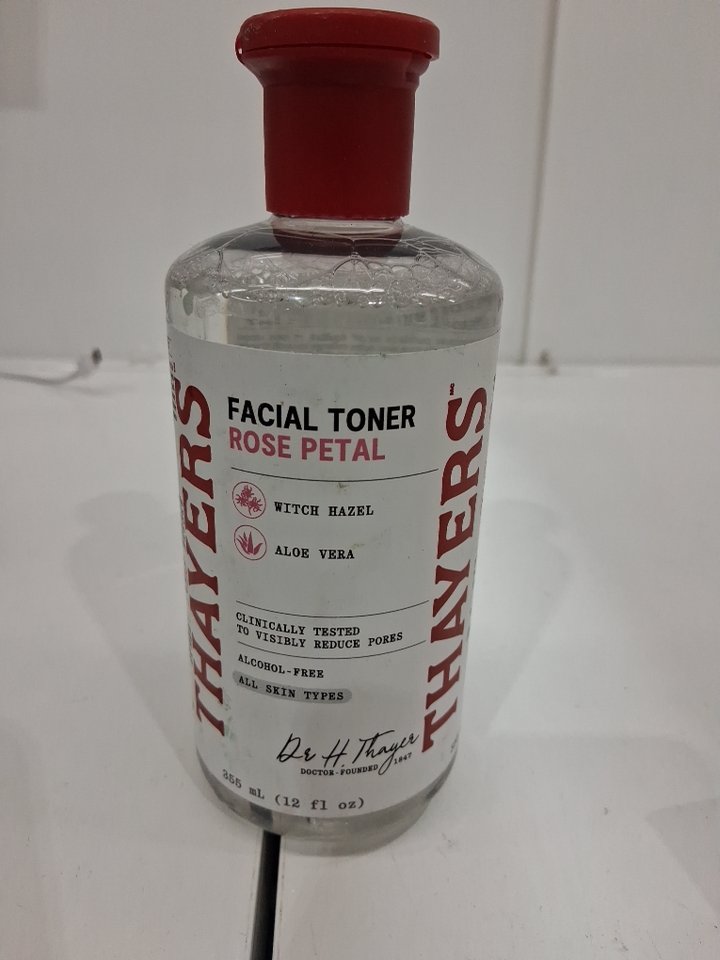 THAYERS
FACIAL TONER
ROSE PETAL
WITCH HAZEL
ALOE VERA
CLINICALLY TESTED
TO VISIBLY REDUCE PORES
ALCOHOL-FREE
ALL SKIN TYPES
Dr H. Thayer
DOCTOR-FOUNDED 1847
355 mL (12 fl oz)
THAYERS